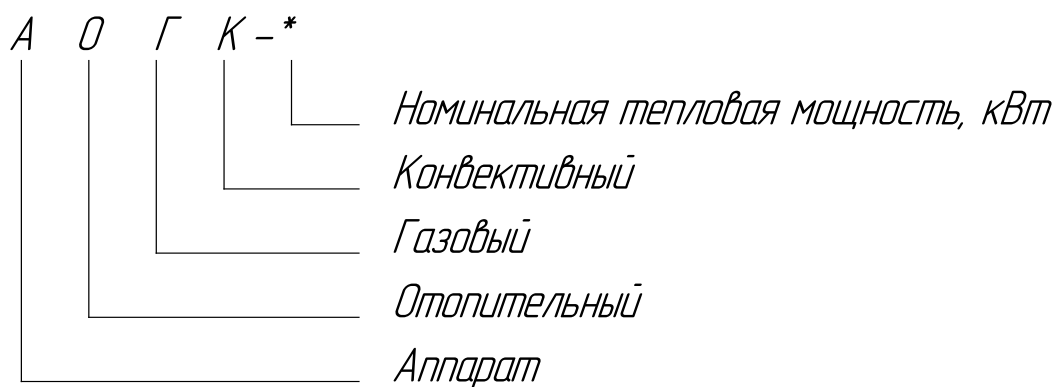 А О Г К-*
Номинальная тепловая мощность, кВт
Конвективный
Газовый
Отопительный
Аппарат